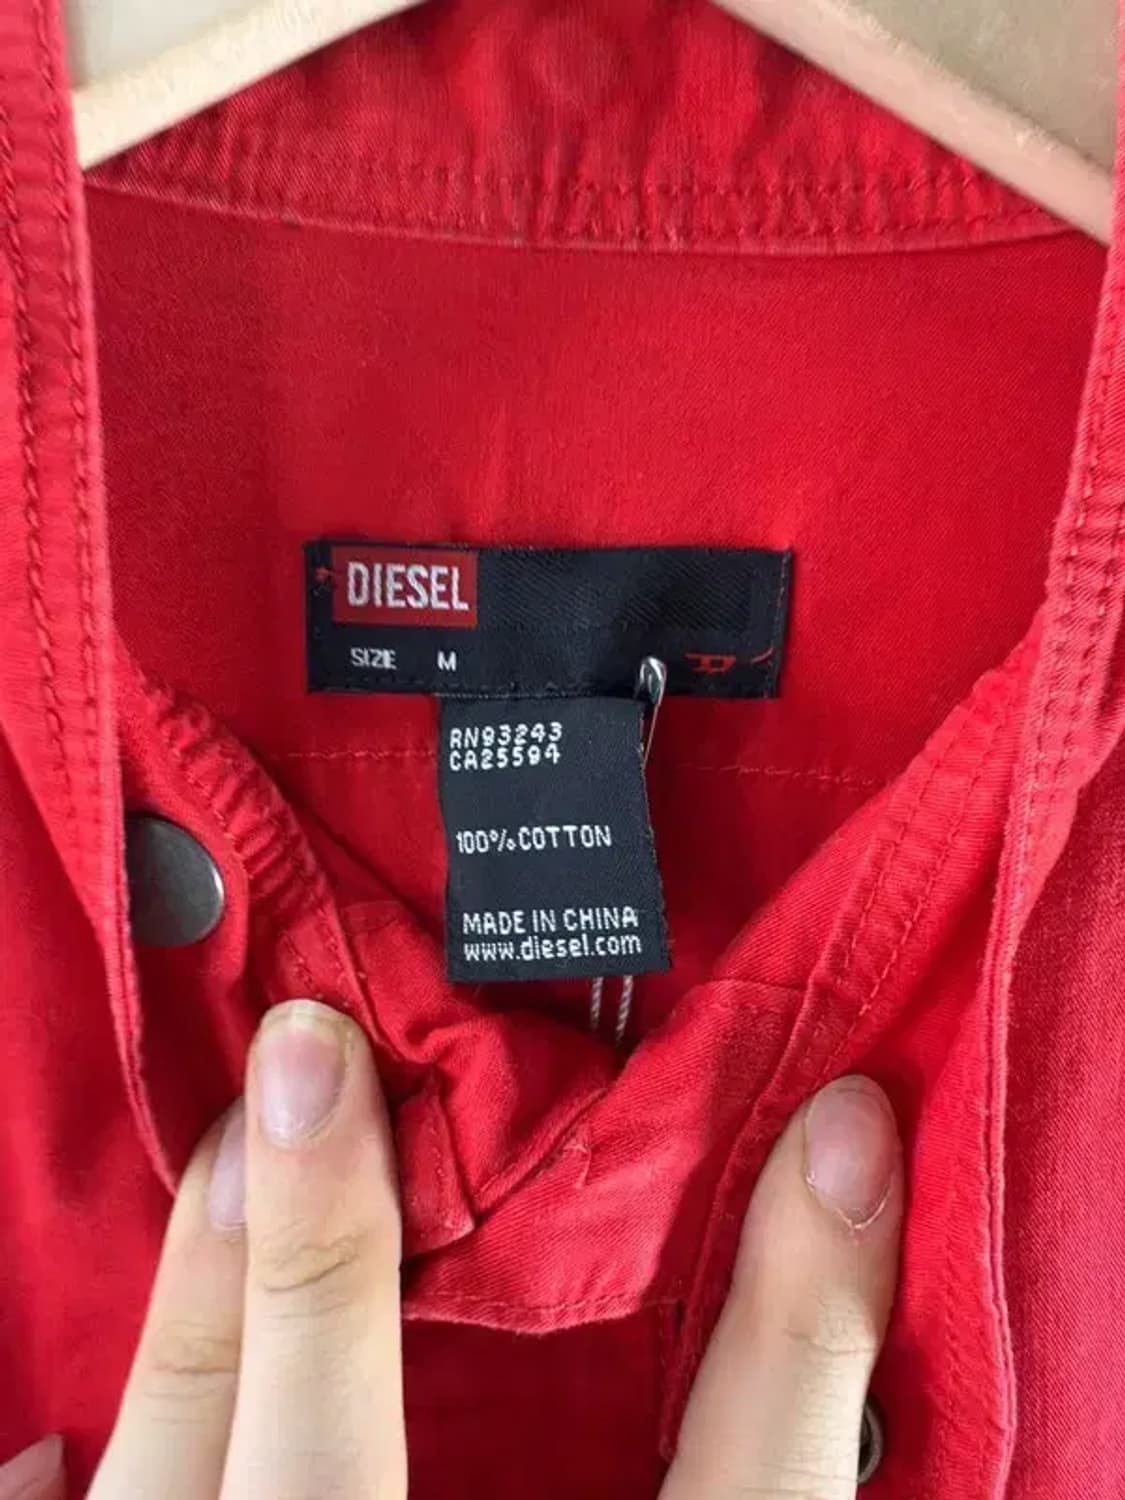 DIESEL
SIZE M
RN93243
CA25594
100% COTTON
MADE IN CHINA
www.diesel.com